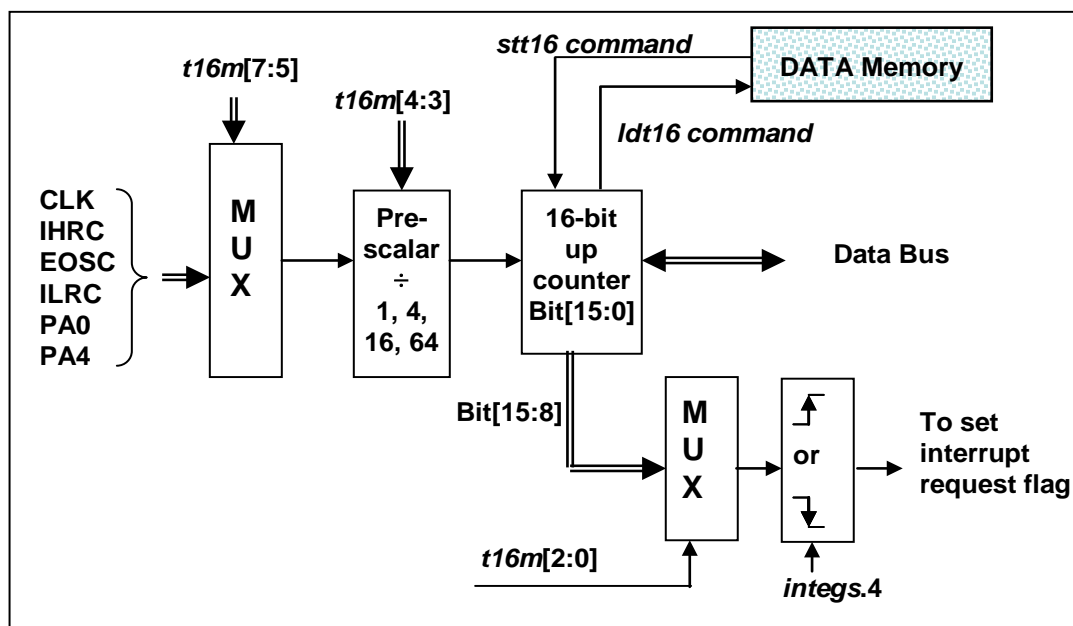 stt16 command
DATA Memory
t16m[7:5]
t16m[4:3]
ldt16 command
CLK
IHRC
EOSC
ILRC
PA0
PA4
M
U
X
Pre-
scalar
÷
1, 4,
16, 64
16-bit
up
counter
Bit[15:0]
Data Bus
Bit[15:8]
M
U
X
or
To set
interrupt
request flag
t16m[2:0]
integs.4